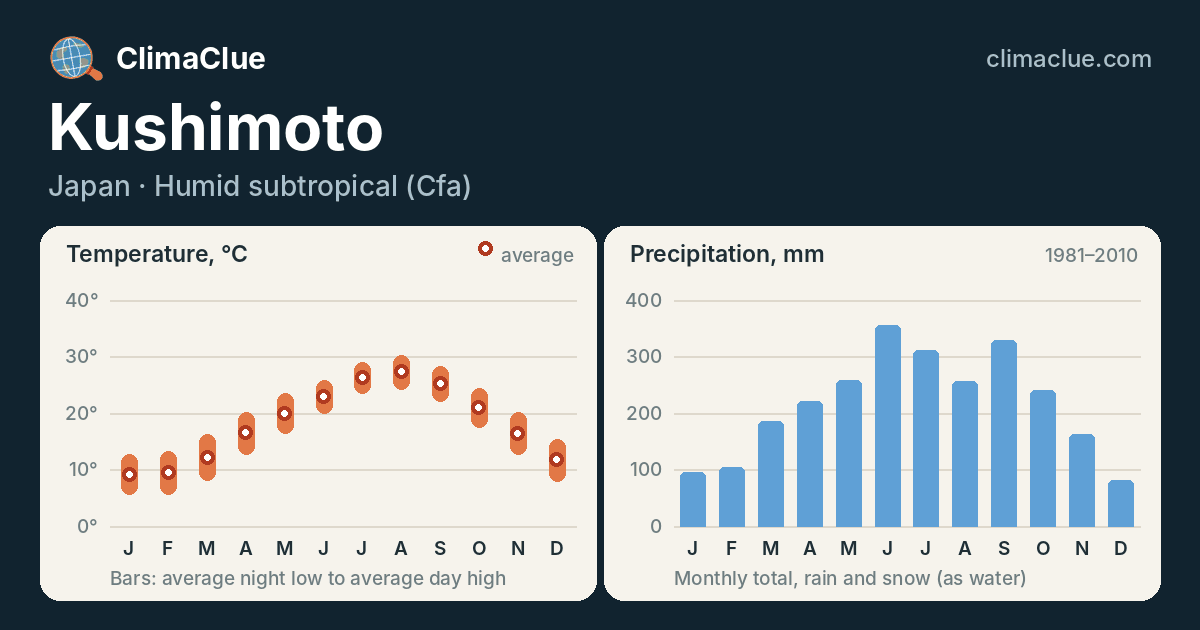 ClimaClue
climaclue.com
Kushimoto
Japan · Humid subtropical (Cfa)
Temperature, °C
average
40°
30°
20°
10°
0°
J F M A M J J A S O N D
Bars: average night low to average day high
Precipitation, mm
1981–2010
400
300
200
100
0
J F M A M J J A S O N D
Monthly total, rain and snow (as water)